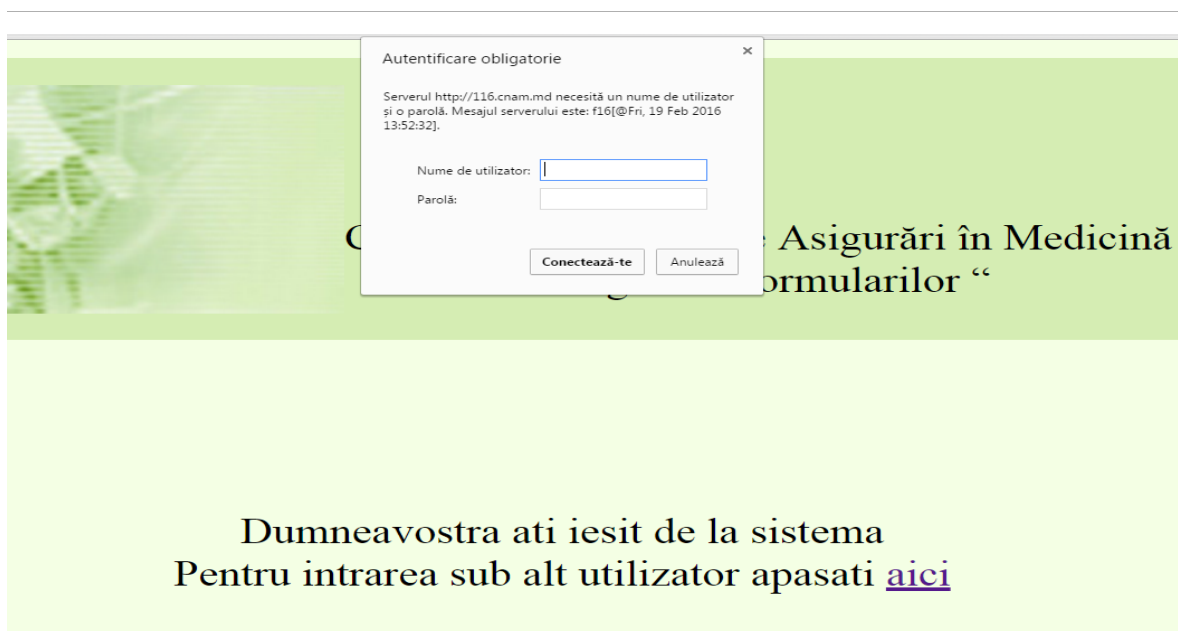 Autentificare obligatorie
Serverul http://116.cnam.md necesită un nume de utilizator
și o parolă. Mesajul serverului este: f16[@Fri, 19 Feb 2016
13:52:32].
Nume de utilizator:
Parolă:
Conectează-te Anulează
Asigurări în Medicină
ormularilor “
Dumneavostra ati iesit de la sistema
Pentru intrarea sub alt utilizator apasati aici